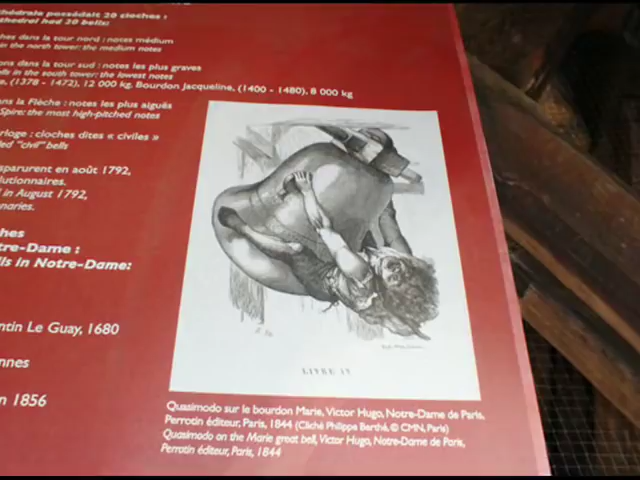 thédrale possédait 20 cloches :
thedral had 20 bells:
hes dans la tour nord : notes médium
in the north tower: the medium notes
ons dans la tour sud : notes les plus graves
ells in the south tower: the lowest notes
e, (1378 - 1472), 12 000 kg. Bourdon Jacqueline, (1400 - 1480), 8 000 kg
ans la Flèche : notes les plus aiguës
Spire: the most high-pitched notes
rloge : cloches dites « civiles »
led "civil" bells
sparurent en août 1792,
lutionnaires.
d in August 1792,
naries.
ches
tre-Dame :
lls in Notre-Dame:
ntin Le Guay, 1680
nnes
n 1856
LIVRE IV
Quasimodo sur le bourdon Marie, Victor Hugo, Notre-Dame de Paris,
Perrotin éditeur, Paris, 1844 (Cliché Philippe Berthé, © CMN, Paris)
Quasimodo on the Marie great bell, Victor Hugo, Notre-Dame de Paris,
Perrotin éditeur, Paris, 1844